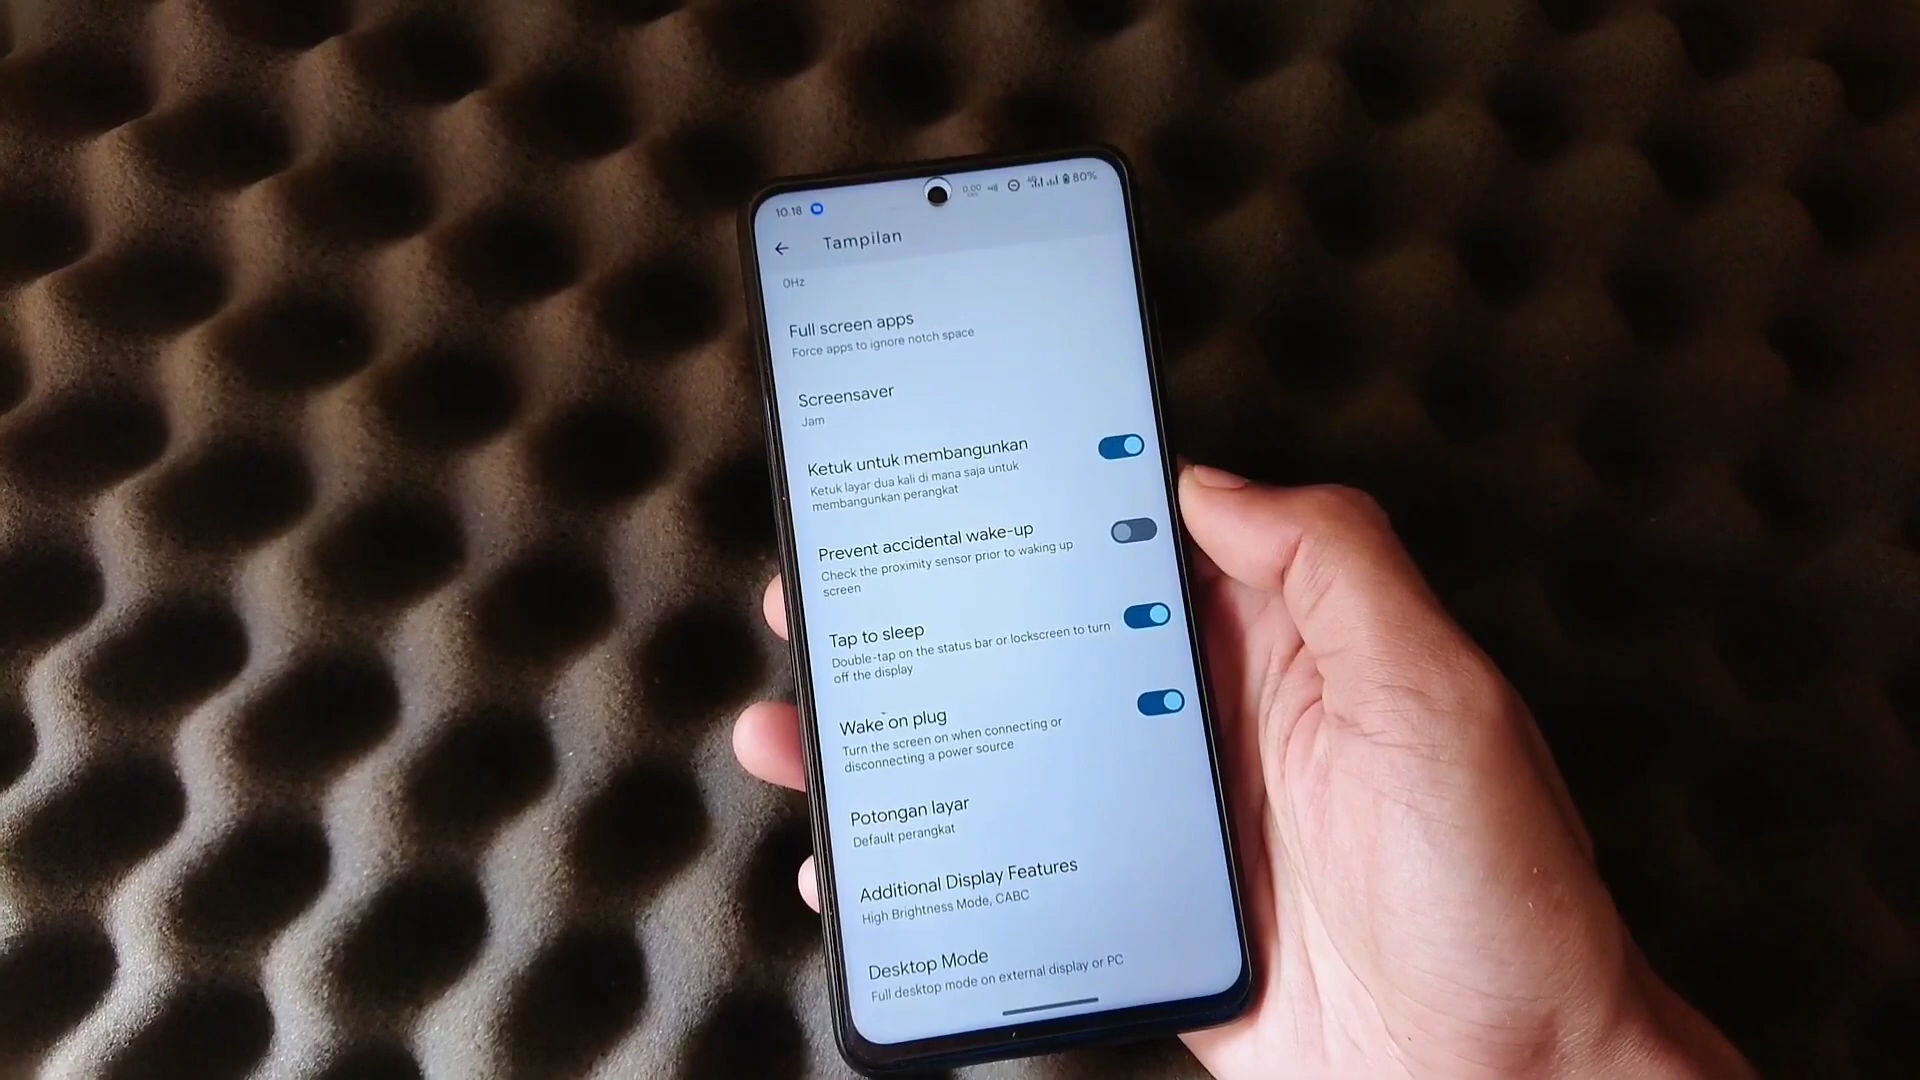 10.18
0.00
4G
80%
Tampilan
0Hz
Full screen apps
Force apps to ignore notch space
Screensaver
Jam
Ketuk untuk membangunkan
Ketuk layar dua kali di mana saja untuk
membangunkan perangkat
Prevent accidental wake-up
Check the proximity sensor prior to waking up
screen
Tap to sleep
Double-tap on the status bar or lockscreen to turn
off the display
Wake on plug
Turn the screen on when connecting or
disconnecting a power source
Potongan layar
Default perangkat
Additional Display Features
High Brightness Mode, CABC
Desktop Mode
Full desktop mode on external display or PC